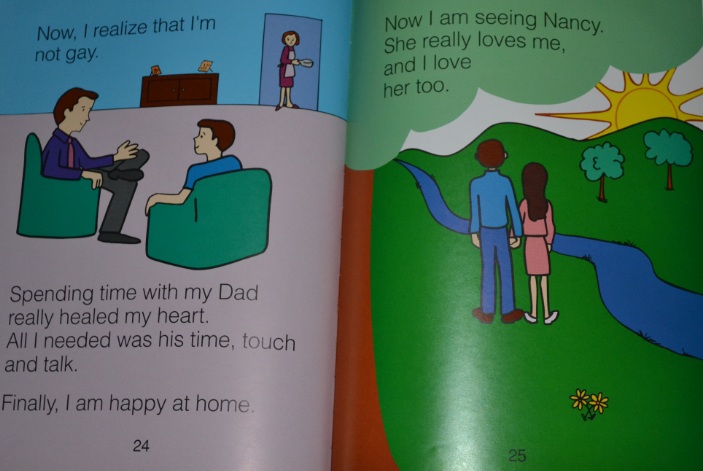 Now, I realize that I'm
not gay.
Spending time with my Dad
really healed my heart.
All I needed was his time, touch
and talk.
Finally, I am happy at home.
24
Now I am seeing Nancy.
She really loves me,
and I love
her too.
25